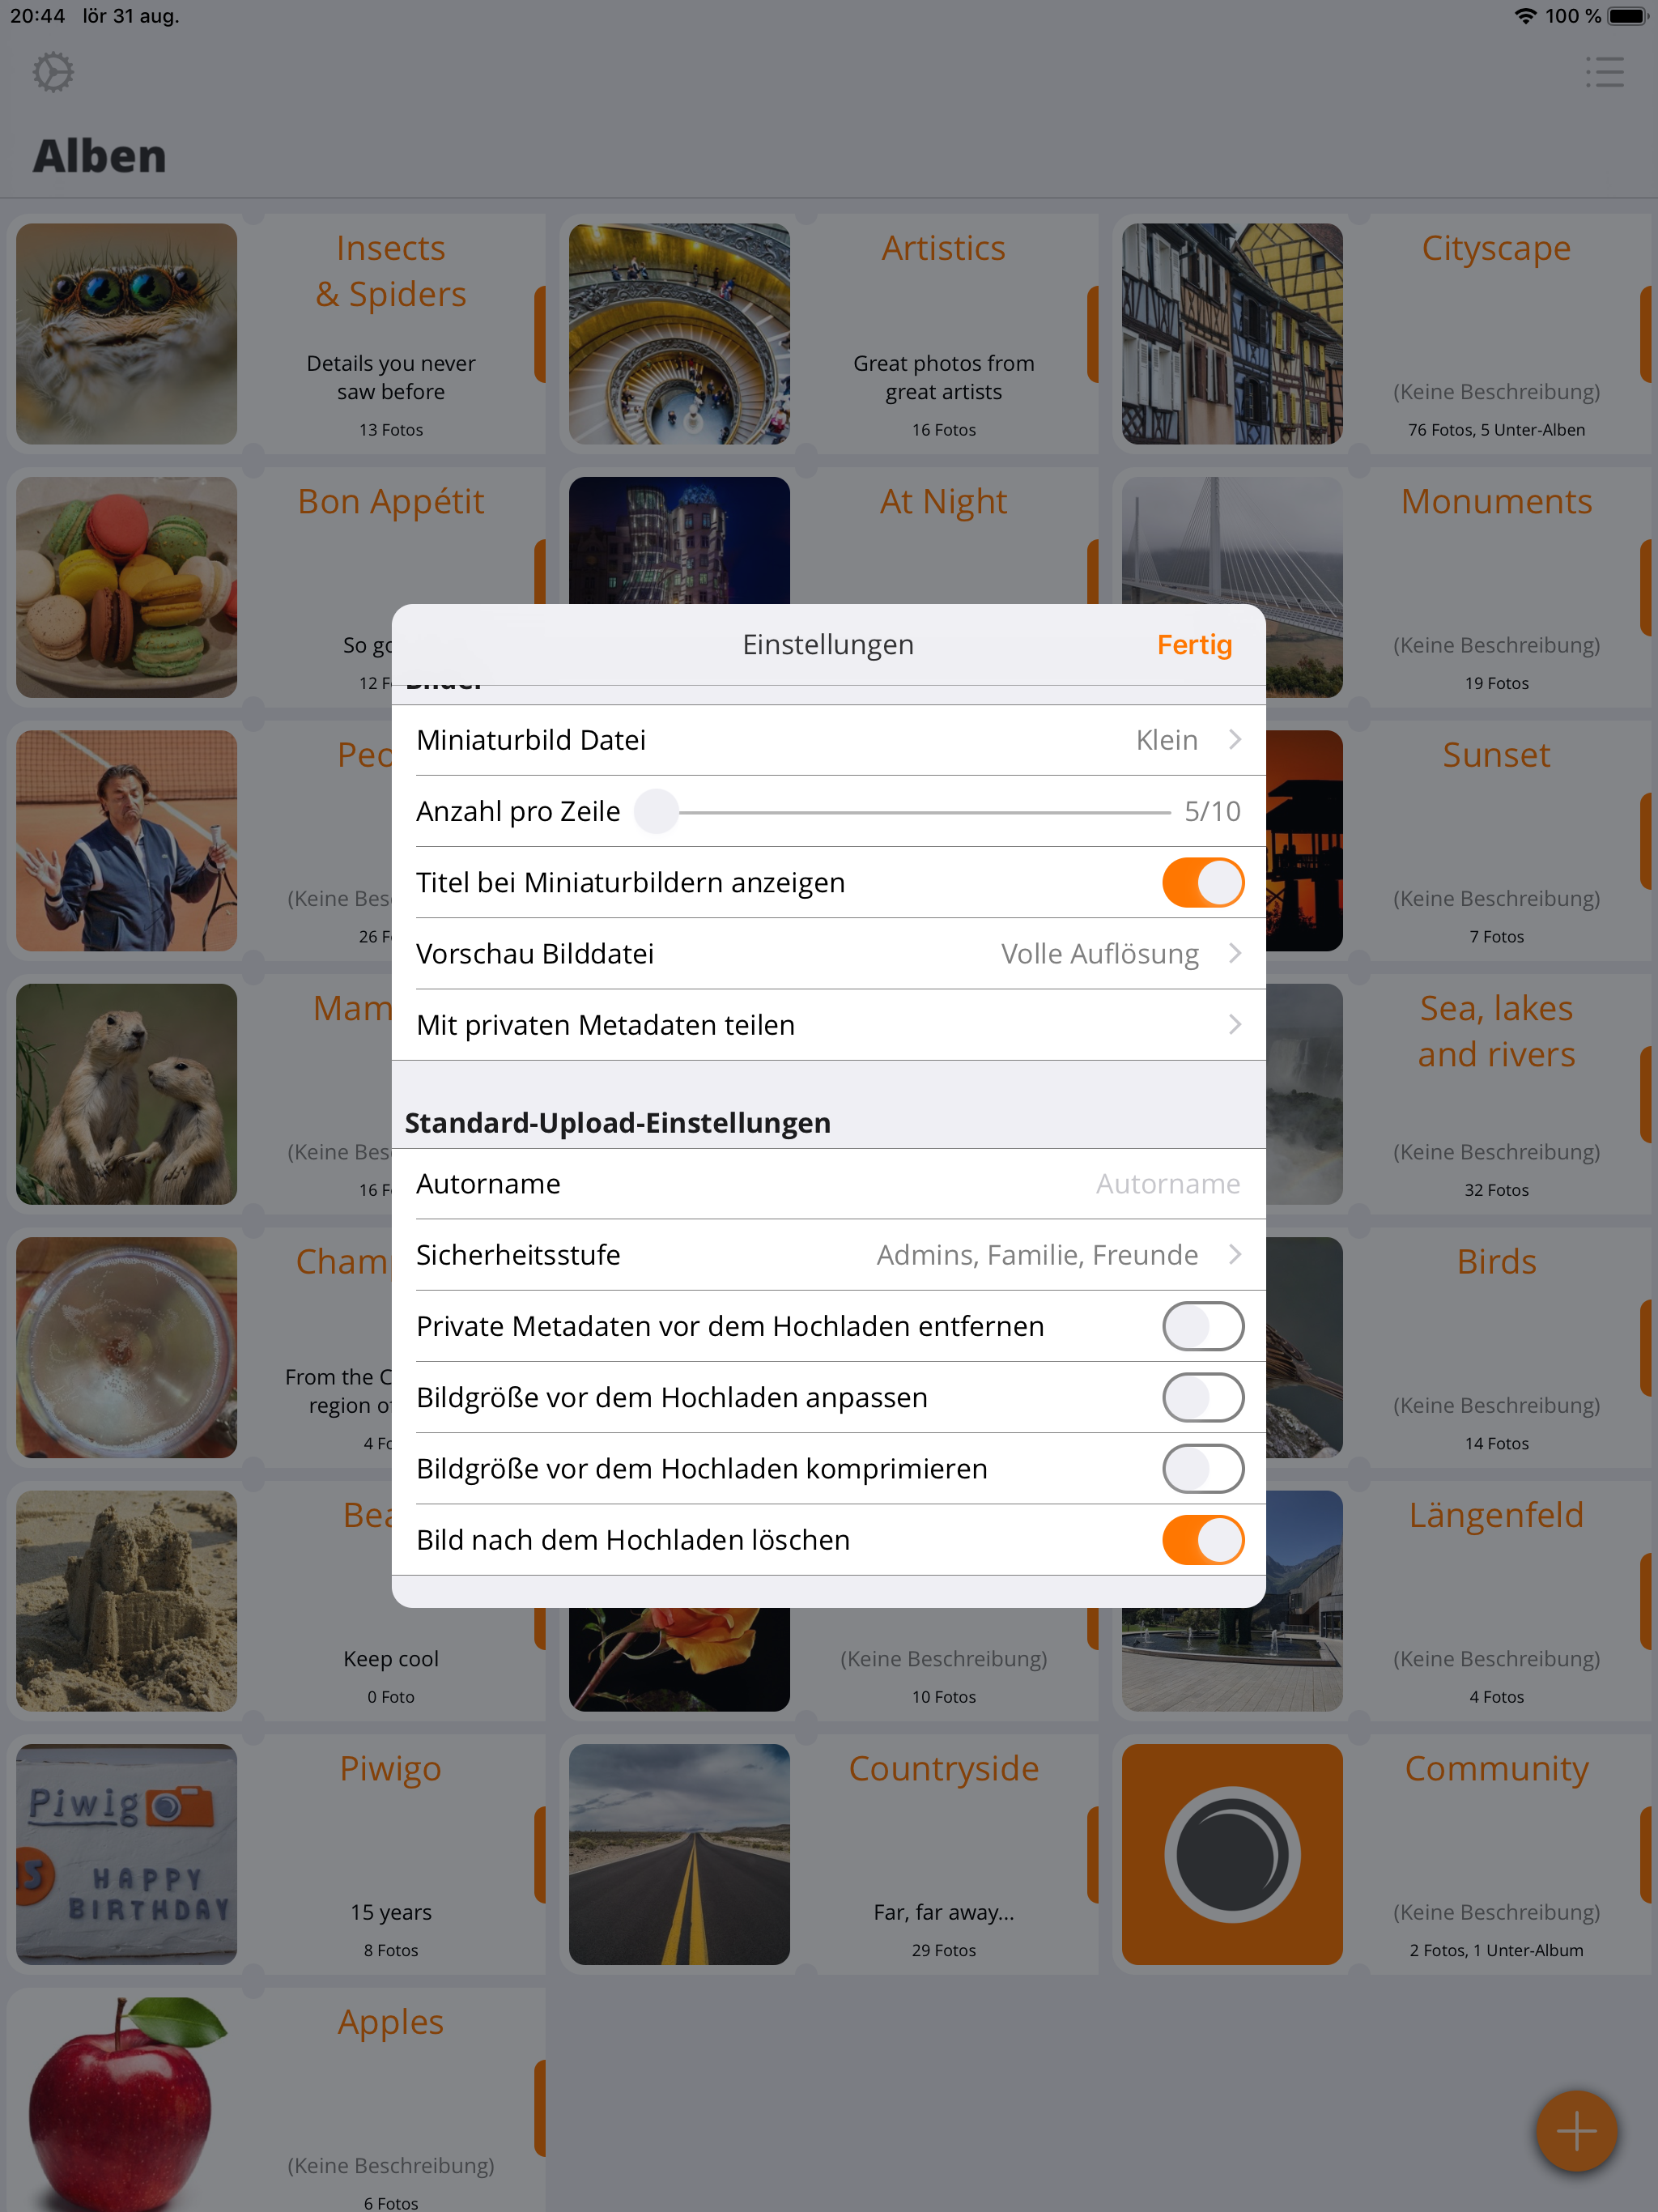 20:44 lör 31 aug.
100 %
Alben
Insects
& Spiders
Details you never
saw before
13 Fotos
Artistics
Great photos from
great artists
16 Fotos
Cityscape
(Keine Beschreibung)
76 Fotos, 5 Unter-Alben
Bon Appétit
So
12
At Night
Monuments
(Keine Beschreibung)
19 Fotos
Einstellungen
Fertig
Bilder
Miniaturbild Datei
Klein
Anzahl pro Zeile
5/10
Titel bei Miniaturbildern anzeigen
Vorschau Bilddatei
Volle Auflösung
Mit privaten Metadaten teilen
Standard-Upload-Einstellungen
Autorname
Autorname
Sicherheitsstufe
Admins, Familie, Freunde
Private Metadaten vor dem Hochladen entfernen
Bildgröße vor dem Hochladen anpassen
Bildgröße vor dem Hochladen komprimieren
Bild nach dem Hochladen löschen
Peo
(Keine Bes
26 F
Sunset
(Keine Beschreibung)
7 Fotos
Mam
(Keine Bes
16 F
Sea, lakes
and rivers
(Keine Beschreibung)
32 Fotos
Cham
From the C
region of
4 Fo
Birds
(Keine Beschreibung)
14 Fotos
Bea
Keep cool
0 Foto
(Keine Beschreibung)
10 Fotos
Längenfeld
(Keine Beschreibung)
4 Fotos
Piwig
15
HAPPY
BIRTHDAY
Piwigo
15 years
8 Fotos
Countryside
Far, far away...
29 Fotos
Community
(Keine Beschreibung)
2 Fotos, 1 Unter-Album
Apples
(Keine Beschreibung)
6 Fotos